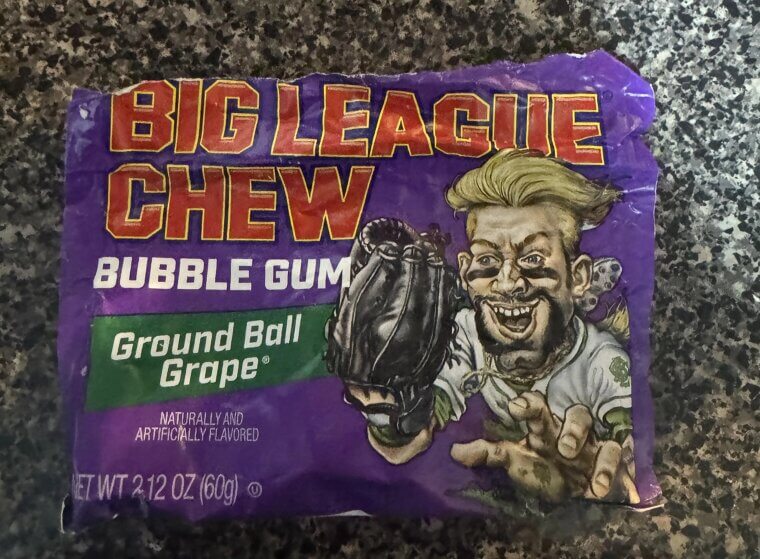 BIG LEAGUE
CHEW
BUBBLE GUM
Ground Ball
Grape®
NATURALLY AND
ARTIFICIALLY FLAVORED
NET WT 2.12 OZ (60g) U